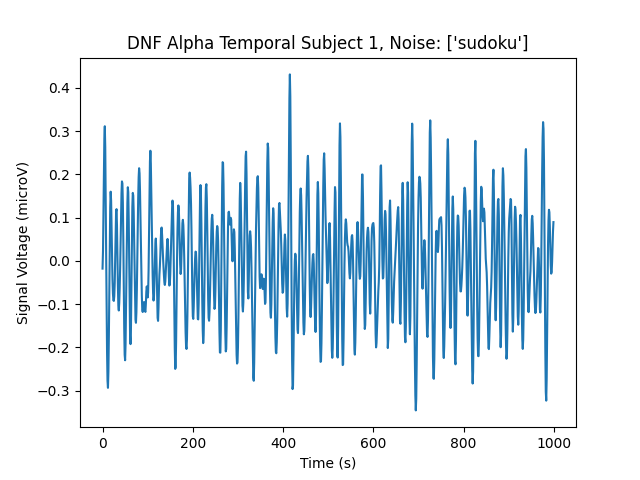 DNF Alpha Temporal Subject 1, Noise: ['sudoku']
Signal Voltage (microV)
0.4
0.3
0.2
0.1
0.0
−0.1
−0.2
−0.3
0 200 400 600 800 1000
Time (s)